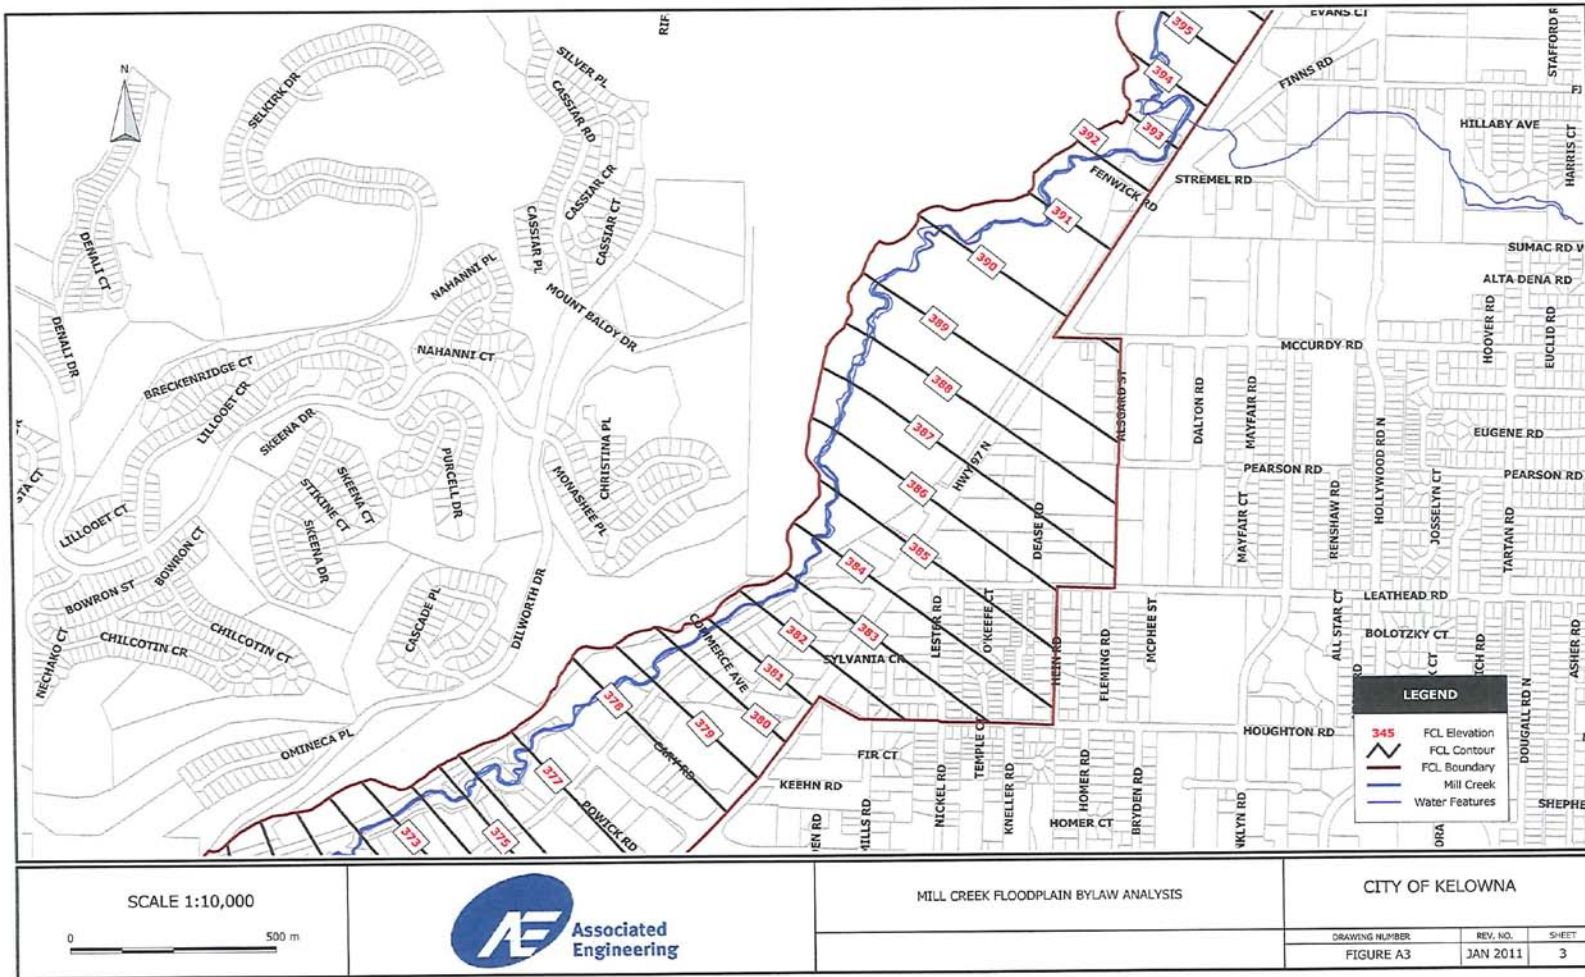 EVANS CT
STAFFORD R
RIF
395
SILVER PL
394
FINNS RD
SELKIRK DR
CASSIAR RD
HILLABY AVE
393
392
HARRIS CT
FENWICK RD
STREMEL RD
CASSIAR CR
391
CASSIAR PL
CASSIAR CT
DENALI CT
SUMAC RD W
390
NAHANNI PL
ALTA DENA RD
MOUNT BALDY DR
389
HOOVER RD
EUCLID RD
DENALI DR
MCCURDY RD
NAHANNI CT
BRECKENRIDGE CT
388
LILLOOET CR
ALSGARD ST
DALTON RD
MAYFAIR RD
SKEENA DR
387
HOLLYWOOD RD N
EUGENE RD
CHRISTINA PL
HWY 97 N
PEARSON RD
PEARSON RD
STA CT
PURCELL DR
SKEENA CT
STIKINE CT
MONASHEE PL
386
JOSSELYN CT
LILLOOET CT
RENSHAW RD
MAYFAIR CT
TARTAN RD
DEASE RD
SKEENA DR
BOWRON CT
385
384
BOWRON ST
LEATHEAD RD
CASCADE PL
DILWORTH DR
LESTER RD
O'KEEFE CT
MCPHEE ST
ALL STAR CT
CHILCOTIN CR
CHILCOTIN CT
COMMERCE AVE
382
383
BOLOTZKY CT
NECHAKO CT
SYLVANIA CR
HEIN RD
FLEMING RD
ASHER RD
381
378
380
379
OMINECA PL
CARY RD
HOUGHTON RD
DOUGALL RD N
FIR CT
TEMPLE CT
377
KEEHN RD
NICKEL RD
KNELLER RD
HOMER RD
BRYDEN RD
POWICK RD
HOMER CT
373
375
MILLS RD
DEN RD
NKLYN RD
SHEPHE
N
LEGEND
345 FCL Elevation
FCL Contour
FCL Boundary
Mill Creek
Water Features
SCALE 1:10,000
0 500 m
AE Associated
Engineering
MILL CREEK FLOODPLAIN BYLAW ANALYSIS
CITY OF KELOWNA
DRAWING NUMBER
FIGURE A3
REV. NO.
JAN 2011
SHEET
3